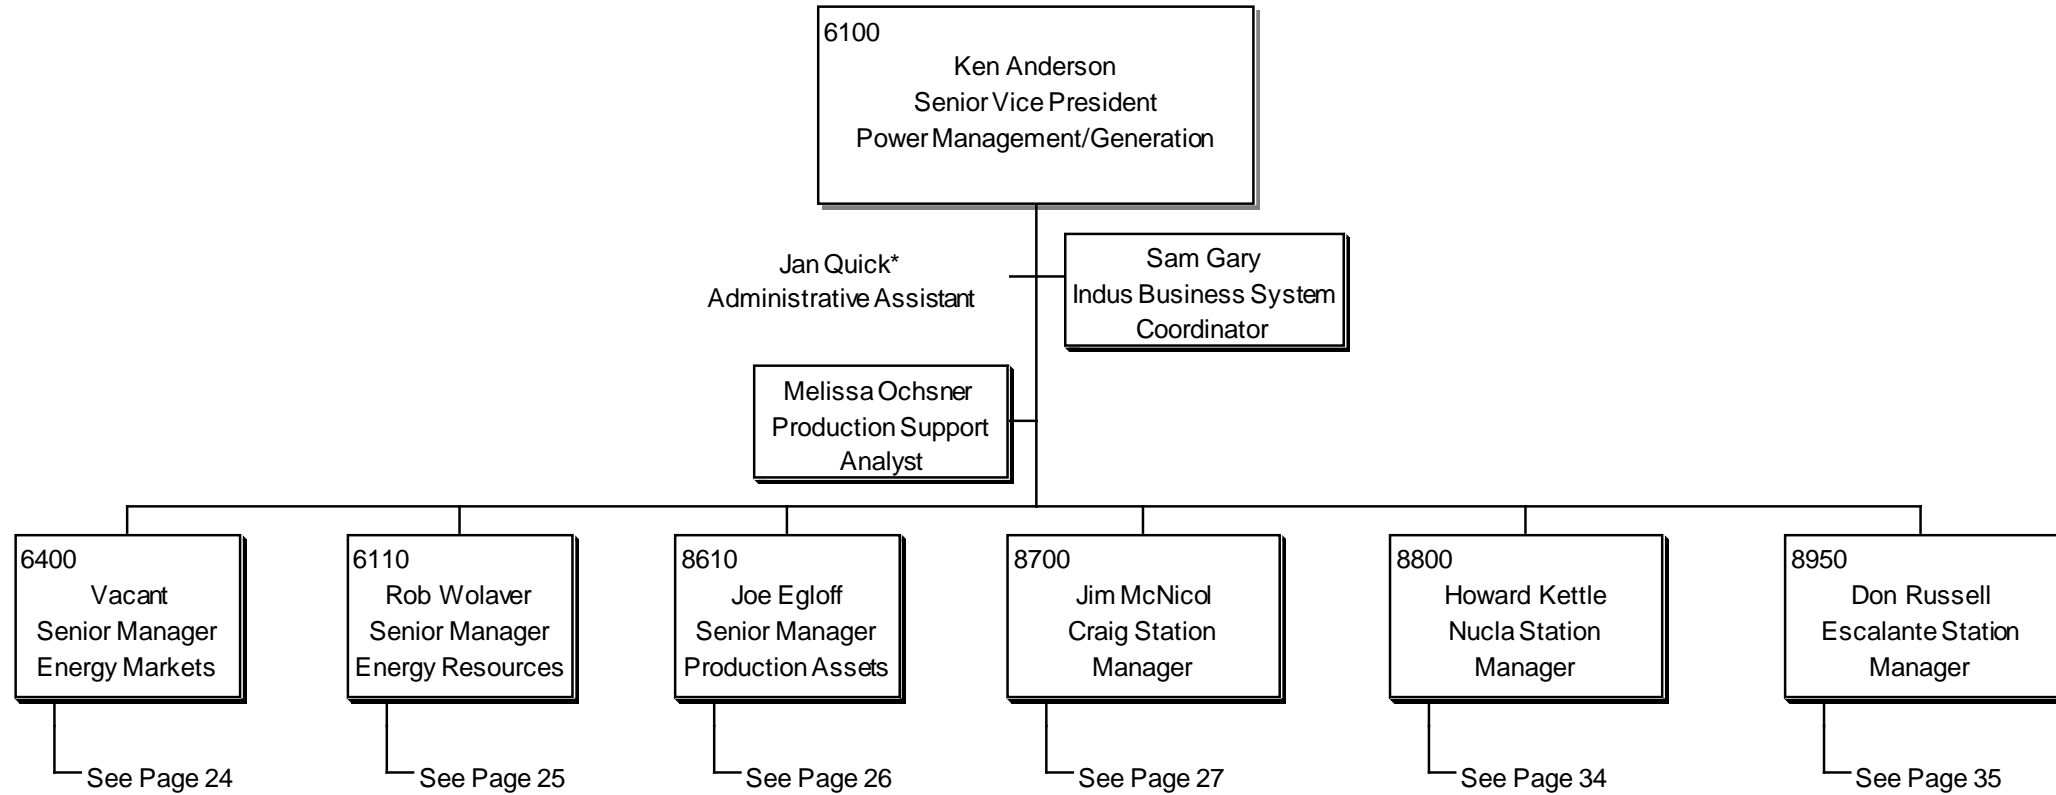 6100
Ken Anderson
Senior Vice President
Power Management/Generation
Jan Quick*
Administrative Assistant
Sam Gary
Indus Business System
Coordinator
Melissa Ochsner
Production Support
Analyst
6400
Vacant
Senior Manager
Energy Markets
See Page 24
6110
Rob Wolaver
Senior Manager
Energy Resources
See Page 25
8610
Joe Egloff
Senior Manager
Production Assets
See Page 26
8700
Jim McNicol
Craig Station
Manager
See Page 27
8800
Howard Kettle
Nucla Station
Manager
See Page 34
8950
Don Russell
Escalante Station
Manager
See Page 35